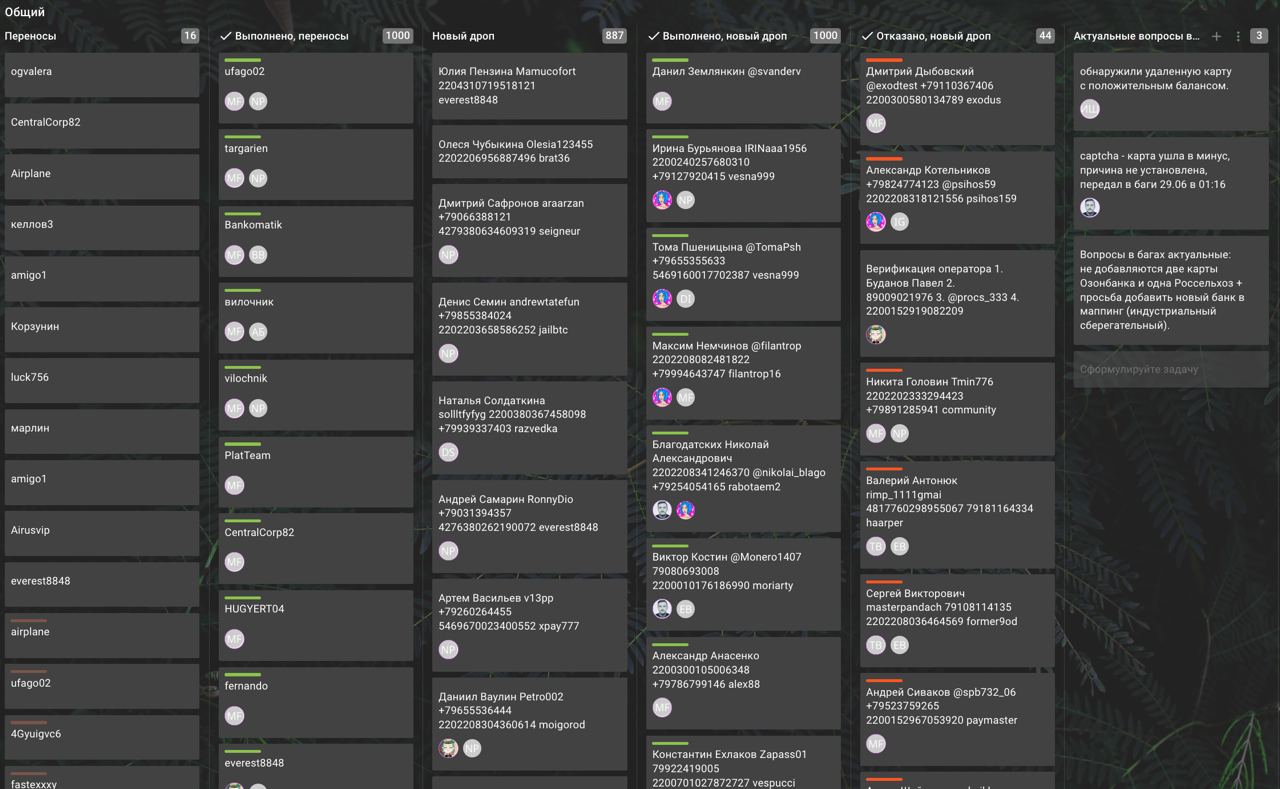 Общий
Переносы
16
ogvalera
CentralCorp82
Airplane
келлов3
amigo1
Корзунин
luck756
марлин
amigo1
Airusvip
everest8848
airplane
ufago02
4Gyuigvc6
fastexxxy
Выполнено, переносы
1000
ufago02
MF NP
targarien
MF NP
Bankomatik
MF BB
вилочник
MF АБ
vilochnik
MF NP
PlatTeam
MF
CentralCorp82
MF
HUGYERT04
MF
fernando
MF
everest8848
Новый дроп
887
Юлия Пензина Mamucofort
2204310719518121
everest8848
Олеся Чубыкина Olesia123455
2202206956887496 brat36
Дмитрий Сафронов araarzan
+79066388121
4279380634609319 seigneur
NP
Денис Семин andrewtatefun
+79855384024
2202203658586252 jailbtc
NP
Наталья Солдаткина
sollltfyfyg 2200380367458098
+79939337403 razvedka
DS
Андрей Самарин RonnyDio
+79031394357
4276380262190072 everest8848
NP
Артем Васильев v13pp
+79260264455
5469670023400552 xpay777
NP
Даниил Ваулин Petro002
+79655536444
2202208304360614 moigorod
NP
Выполнено, новый дроп
1000
Данил Землянкин @svanderv
MF
Ирина Бурьянова IRINaaa1956
2200240257680310
+79127920415 vesna999
NP
Тома Пшеницына @TomaPsh
+79655355633
5469160017702387 vesna999
DI
Максим Немчинов @filantrop
2202208082481822
+79994643747 filantrop16
MF
Благодатских Николай
Александрович
2202208341246370 @nikolai_blago
+79254054165 rabotaem2
Виктор Костин @Monero1407
79080693008
2200010176186990 moriarty
EB
Александр Анасенко
2200300105006348
+79786799146 alex88
MF
Константин Ехлаков Zapass01
79922419005
2200701027872727 vespucci
Отказано, новый дроп
44
Дмитрий Дыбовский
@exodtest +79110367406
2200300580134789 exodus
MF
Александр Котельников
+79824774123 @psihos59
2202208318121556 psihos159
IG
Верификация оператора 1.
Буданов Павел 2.
89009021976 3. @procs_333 4.
2200152919082209
Никита Головин Tmin776
2202202333294423
+79891285941 community
MF NP
Валерий Антонюк
rimp_1111gmai
4817760298955067 79181164334
haarper
TB EB
Сергей Викторович
masterpandach 79108114135
2202208036464569 former9od
TB EB
Андрей Сиваков @spb732_06
+79523759265
2200152967053920 paymaster
MF
Актуальные вопросы в...
3
обнаружили удаленную карту
с положительным балансом.
ИШ
captcha - карта ушла в минус,
причина не установлена,
передал в баги 29.06 в 01:16
Вопросы в багах актуальные:
не добавляются две карты
Озонбанка и одна Россельхоз +
просьба добавить новый банк в
маппинг (индустриальный
сберегательный).
Сформулируйте задачу